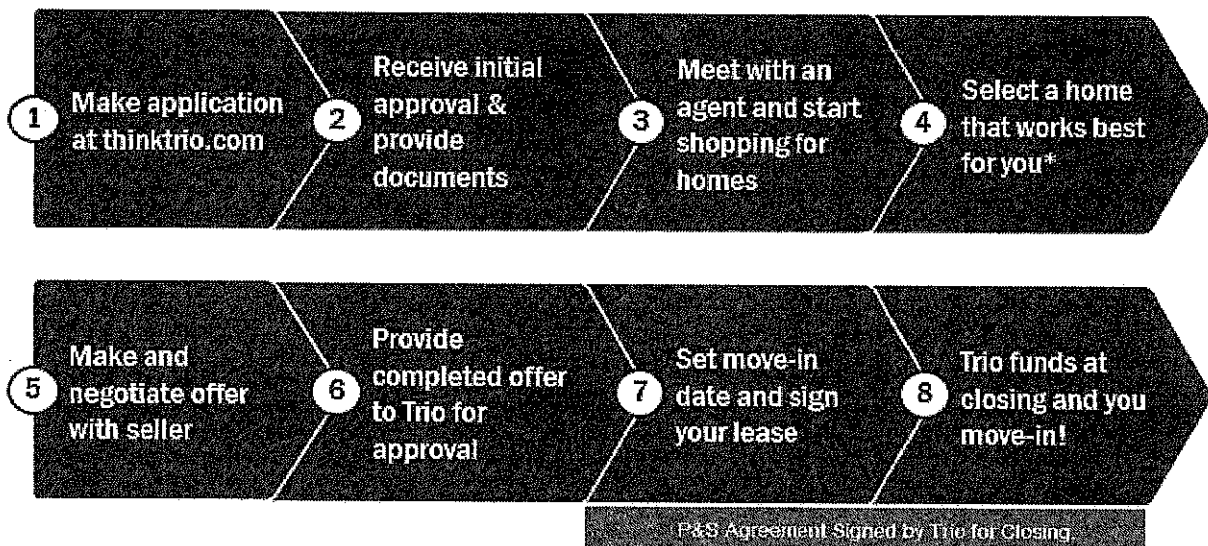 1
Make application
at thinktrio.com
2
Receive initial
approval &
provide
documents
3
Meet with an
agent and start
shopping for
homes
4
Select a home
that works best
for you*
5
Make and
negotiate offer
with seller
6
Provide
completed offer
to Trio for
approval
7
Set move-in
date and sign
your lease
8
Trio funds at
closing and you
move-in!
P&S Agreement Signed by Trio for Closing